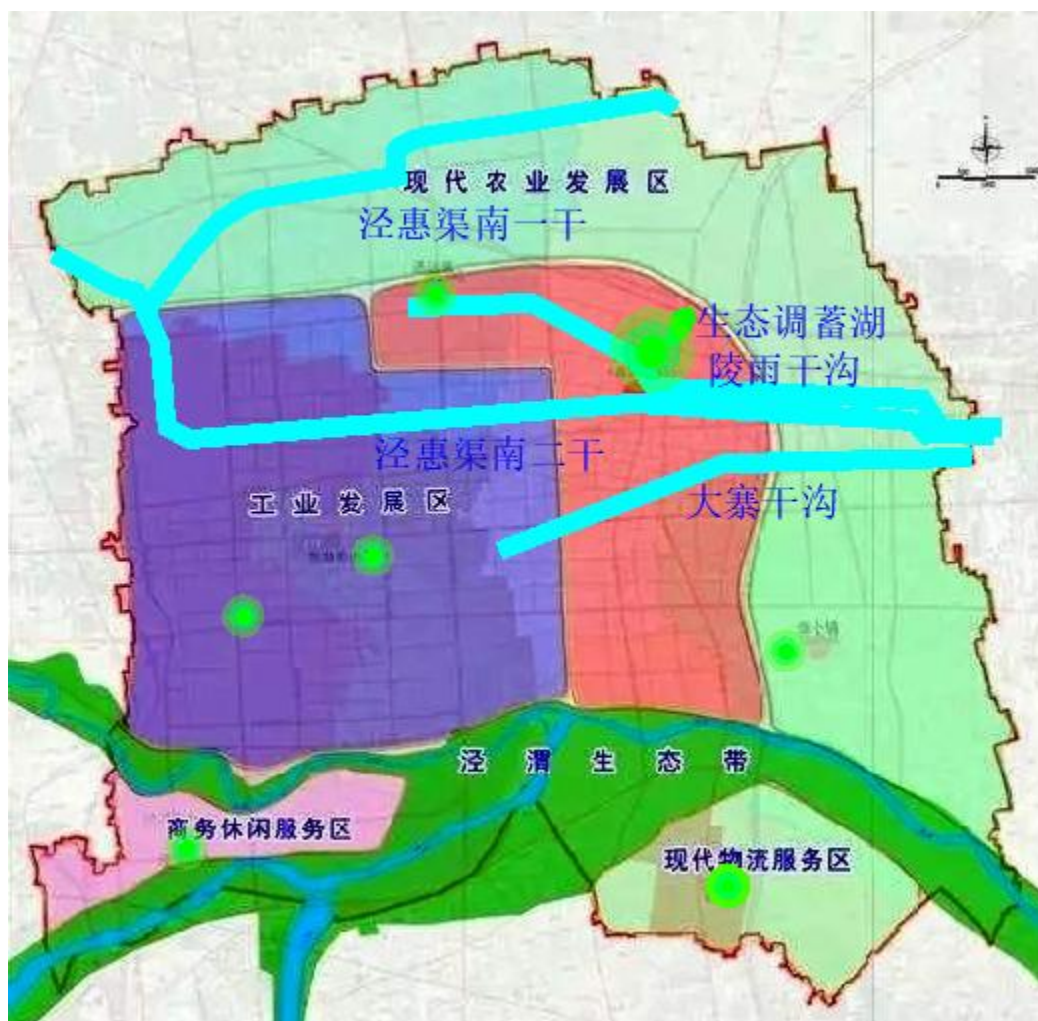 现代农业发展区
泾惠渠南一干
生态调蓄湖
陵雨干沟
泾惠渠南二干
工业发展区
大寨干沟
泾渭生态带
商务休闲服务区
现代物流服务区